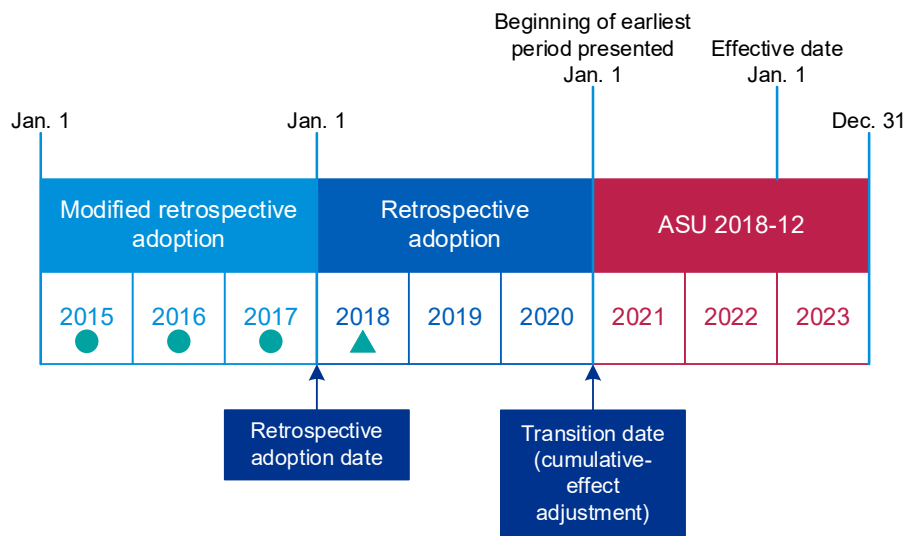 Beginning of earliest
period presented
Jan. 1
Effective date
Jan. 1
Jan. 1
Jan. 1
Dec. 31
Modified retrospective
adoption
Retrospective
adoption
ASU 2018-12
2015
2016
2017
2018
2019
2020
2021
2022
2023
Retrospective
adoption date
Transition date
(cumulative-
effect
adjustment)